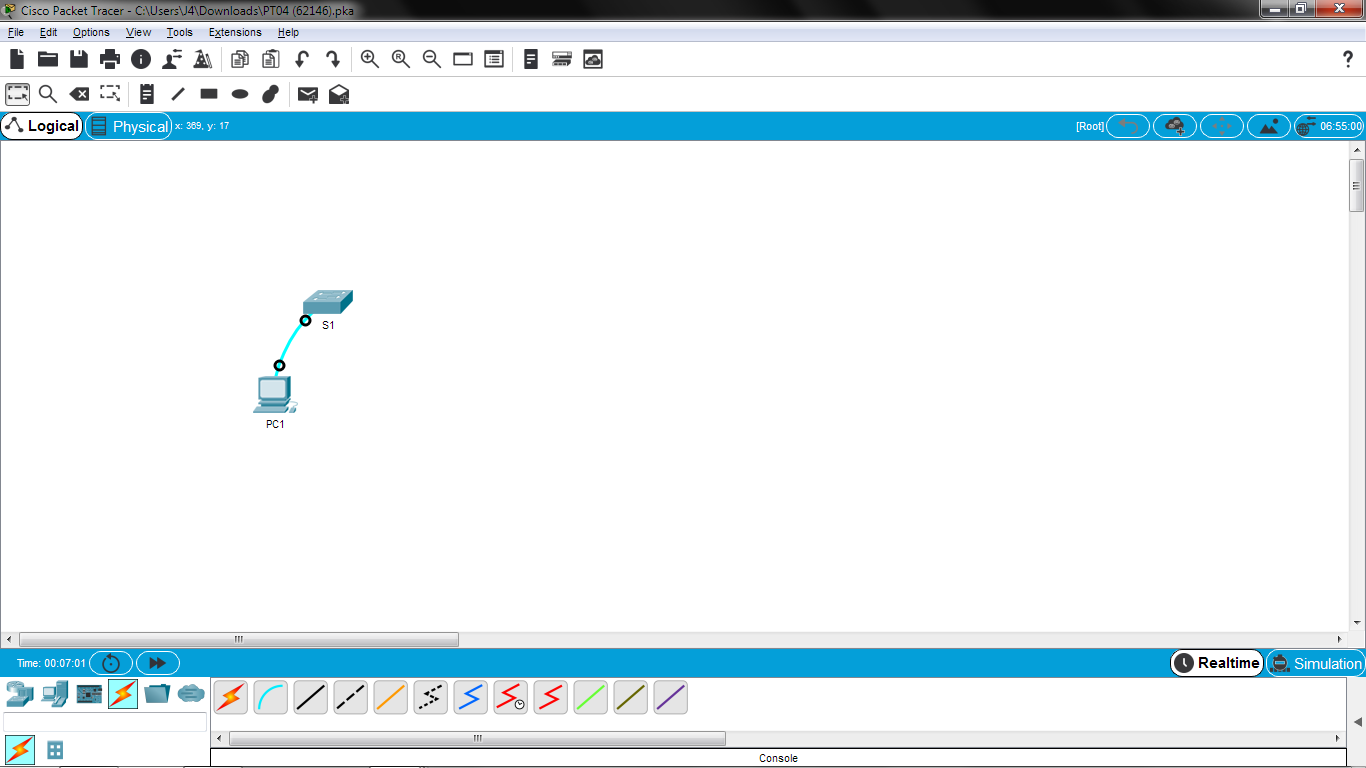 Cisco Packet Tracer - C:\Users\J4\Downloads\PT04 (62146).pka
File Edit Options View Tools Extensions Help
Logical Physical x: 369, y: 17 [Root] 06:55:00
S1
PC1
Time: 00:07:01 Realtime Simulation
Console